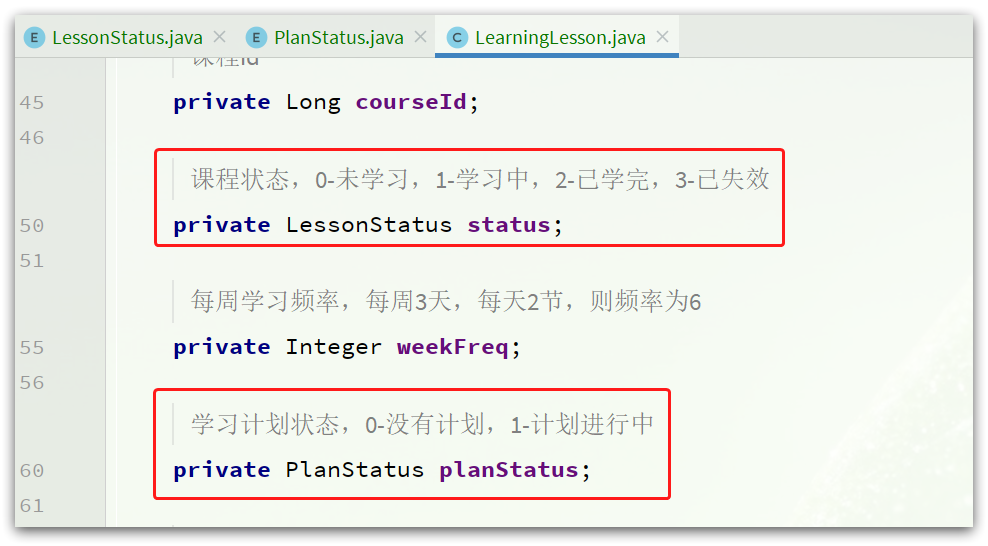 E LessonStatus.java × E PlanStatus.java × C LearningLesson.java ×
课程id
45 private Long courseId;
46
课程状态，0-未学习，1-学习中，2-已学完，3-已失效
50 private LessonStatus status;
51
每周学习频率，每周3天，每天2节，则频率为6
55 private Integer weekFreq;
56
学习计划状态，0-没有计划，1-计划进行中
60 private PlanStatus planStatus;
61